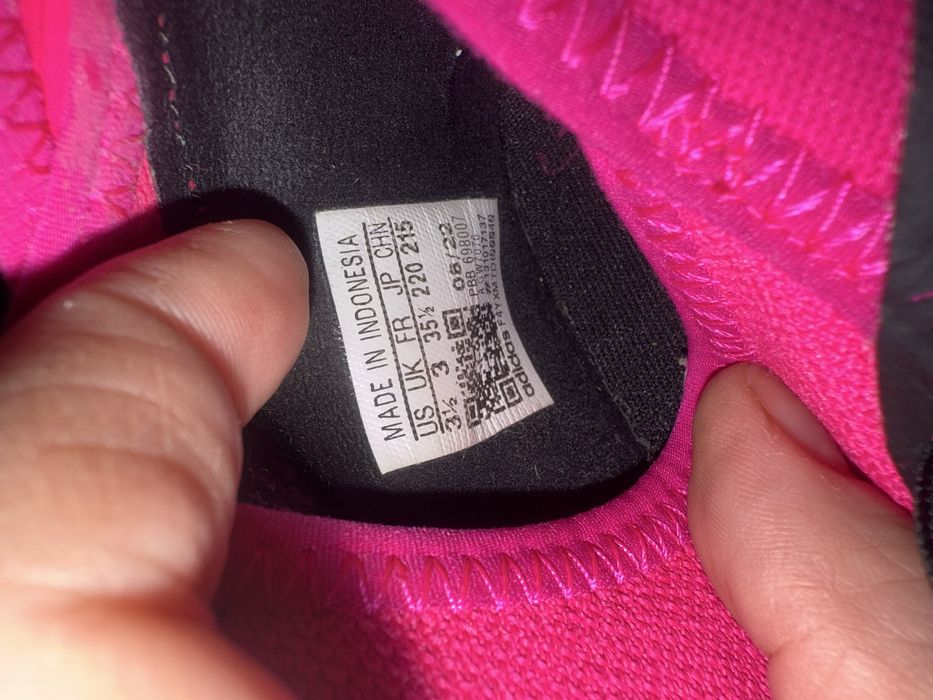 MADE IN INDONESIA
US UK FR JP CHN
3½ 3 35½ 220 215
08/22
PBB 698007
adidas